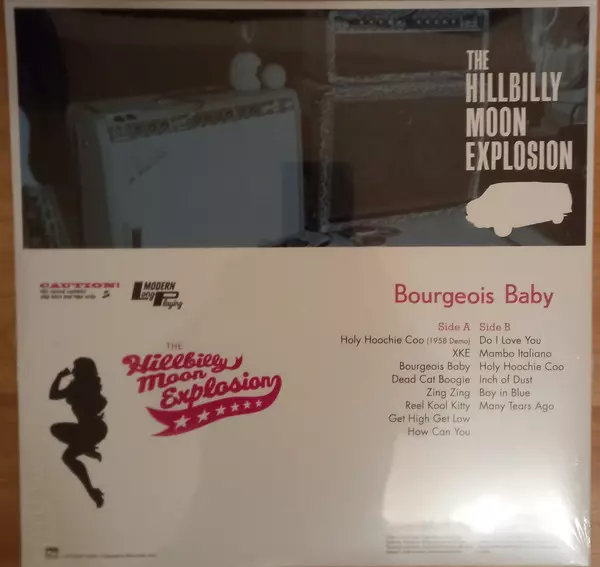 THE
HILLBILLY
MOON
EXPLOSION
CAUTION!
MODERN
Long
Playing
Bourgeois Baby
THE
Hillbilly
Moon
Explosion
Side A
Holy Hoochie Coo (1958 Demo)
XKE
Bourgeois Baby
Dead Cat Boogie
Zing Zing
Reel Kool Kitty
Get High Get Low
How Can You
Side B
Do I Love You
Mambo Italiano
Holy Hoochie Coo
Inch of Dust
Boy in Blue
Many Tears Ago